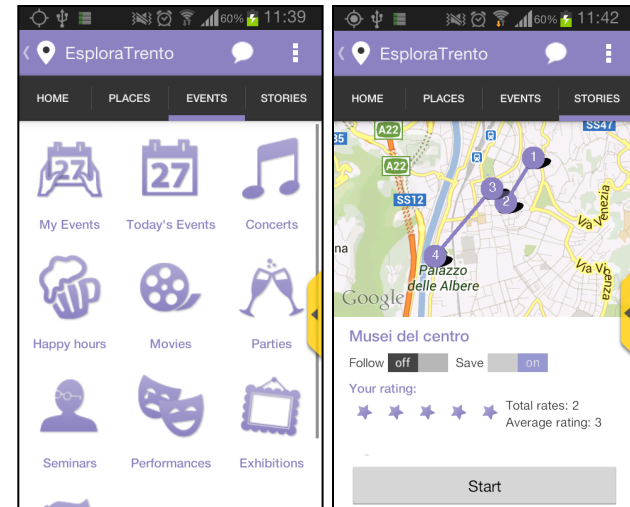 60% 11:39
EsploraTrento
HOME PLACES EVENTS STORIES
27 27
My Events Today's Events Concerts
Happy hours Movies Parties
Seminars Performances Exhibitions
60% 11:42
EsploraTrento
HOME PLACES EVENTS STORIES
A22
SS47
35
1
A22
3
2
SS12
Via Venezia
4
na
Palazzo
delle Albere
Via Vicenza
Google
Musei del centro
Follow off Save on
Your rating:
Total rates: 2
Average rating: 3
Start